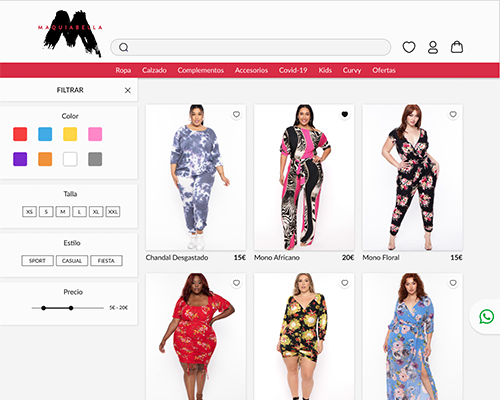 MAQUIABELLA
Ropa Calzado Complementos Accesorios Covid-19 Kids Curvy Ofertas
FILTRAR
Color
Talla
XS S M L XL XXL
Estilo
SPORT CASUAL FIESTA
Precio
5€ - 20€
Chandal Desgastado 15€
Mono Africano 20€
Mono Floral 15€